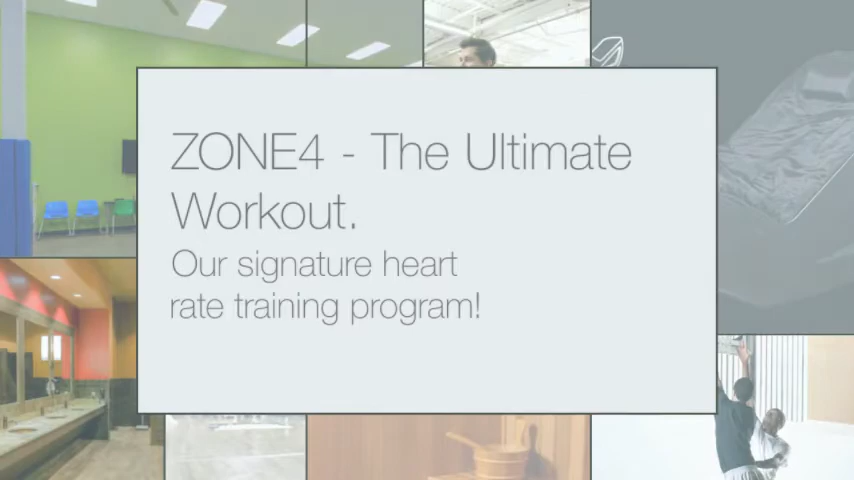 ZONE4 - The Ultimate
Workout.
Our signature heart
rate training program!